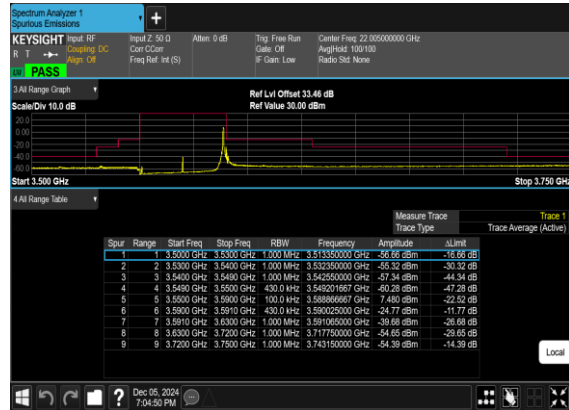 Spectrum Analyzer 1
Spurious Emissions
+
KEYSIGHT Input: RF Input Z: 50 Ω Atten: 0 dB Trig: Free Run Center Freq: 22.005000000 GHz
R T Coupling: DC Corr CCorr Gate: Off Avg|Hold: 100/100
Align: Off Freq Ref: Int (S) IF Gain: Low Radio Std: None
LM PASS
3 All Range Graph
Ref Lvl Offset 33.46 dB
Scale/Div 10.0 dB Ref Value 30.00 dBm
20.0
0.00
-20.0
-40.0
-60.0
Start 3.500 GHz Stop 3.750 GHz
4 All Range Table
Measure Trace Trace 1
Trace Type Trace Average (Active)
Spur Range Start Freq Stop Freq RBW Frequency Amplitude ΔLimit
1 1 3.5000 GHz 3.5300 GHz 1.000 MHz 3.513350000 GHz -56.66 dBm -16.66 dB
2 2 3.5300 GHz 3.5400 GHz 1.000 MHz 3.532350000 GHz -55.32 dBm -30.32 dB
3 3 3.5400 GHz 3.5490 GHz 1.000 MHz 3.542550000 GHz -57.34 dBm -44.34 dB
4 4 3.5490 GHz 3.5500 GHz 430.0 kHz 3.549201667 GHz -60.28 dBm -47.28 dB
5 5 3.5500 GHz 3.5900 GHz 100.0 kHz 3.588866667 GHz 7.480 dBm -22.52 dB
6 6 3.5900 GHz 3.5910 GHz 430.0 kHz 3.590025000 GHz -24.77 dBm -11.77 dB
7 7 3.5910 GHz 3.6300 GHz 1.000 MHz 3.591065000 GHz -39.68 dBm -26.68 dB
8 8 3.6300 GHz 3.7200 GHz 1.000 MHz 3.717750000 GHz -54.65 dBm -29.65 dB
9 9 3.7200 GHz 3.7500 GHz 1.000 MHz 3.743150000 GHz -54.39 dBm -14.39 dB
Local
? Dec 05, 2024
7:04:50 PM